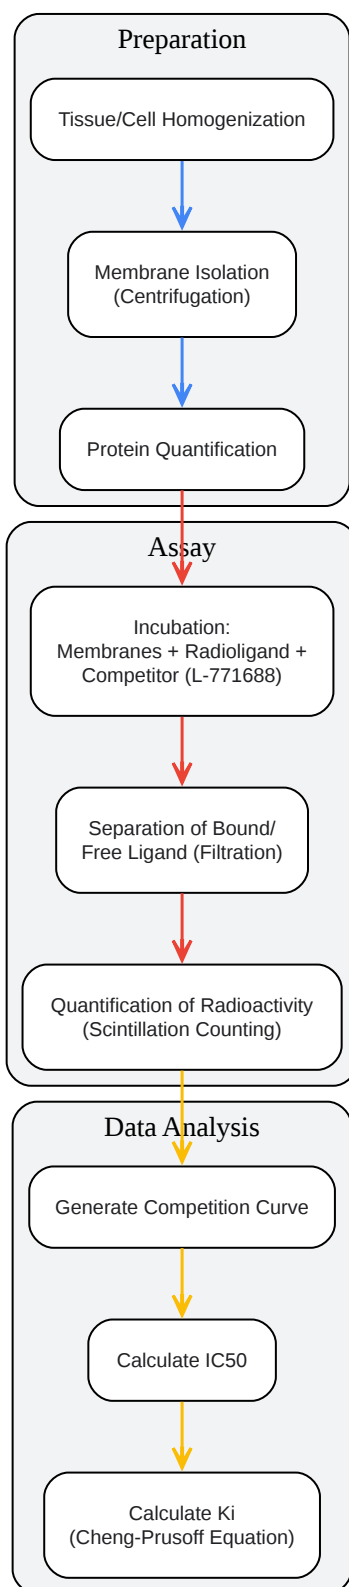 Preparation
Tissue/Cell Homogenization
Membrane Isolation
(Centrifugation)
Protein Quantification
Assay
Incubation:
Membranes + Radioligand +
Competitor (L-771688)
Separation of Bound/
Free Ligand (Filtration)
Quantification of Radioactivity
(Scintillation Counting)
Data Analysis
Generate Competition Curve
Calculate IC50
Calculate Ki
(Cheng-Prusoff Equation)